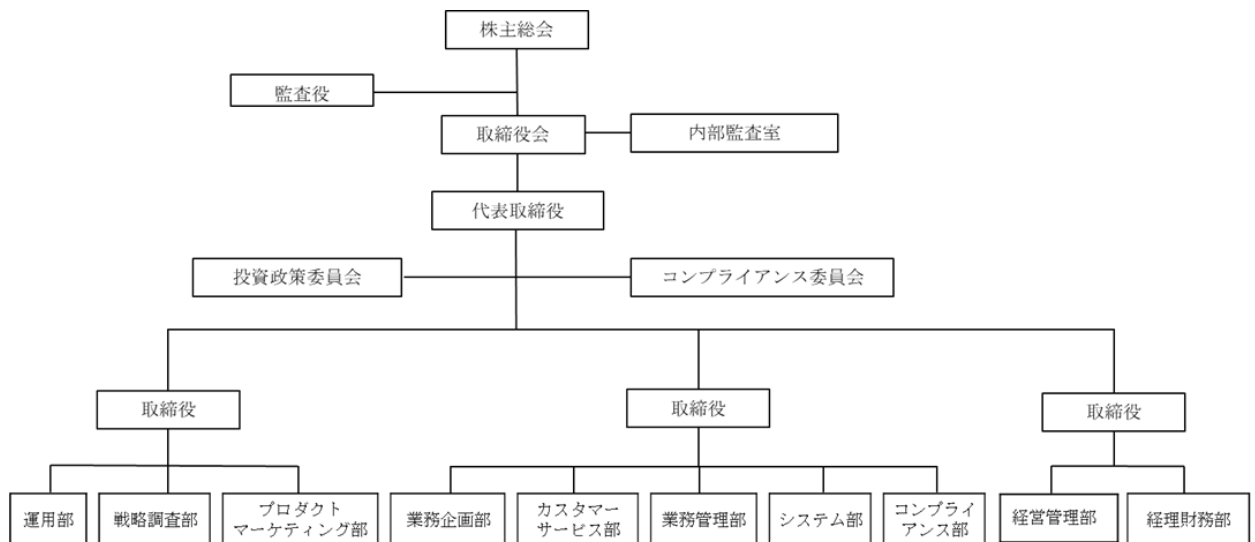 株主総会
監査役
取締役会
内部監査室
代表取締役
投資政策委員会
コンプライアンス委員会
取締役
取締役
取締役
運用部
戦略調査部
プロダクト
マーケティング部
業務企画部
カスタマー
サービス部
業務管理部
システム部
コンプライ
アンス部
経営管理部
経理財務部